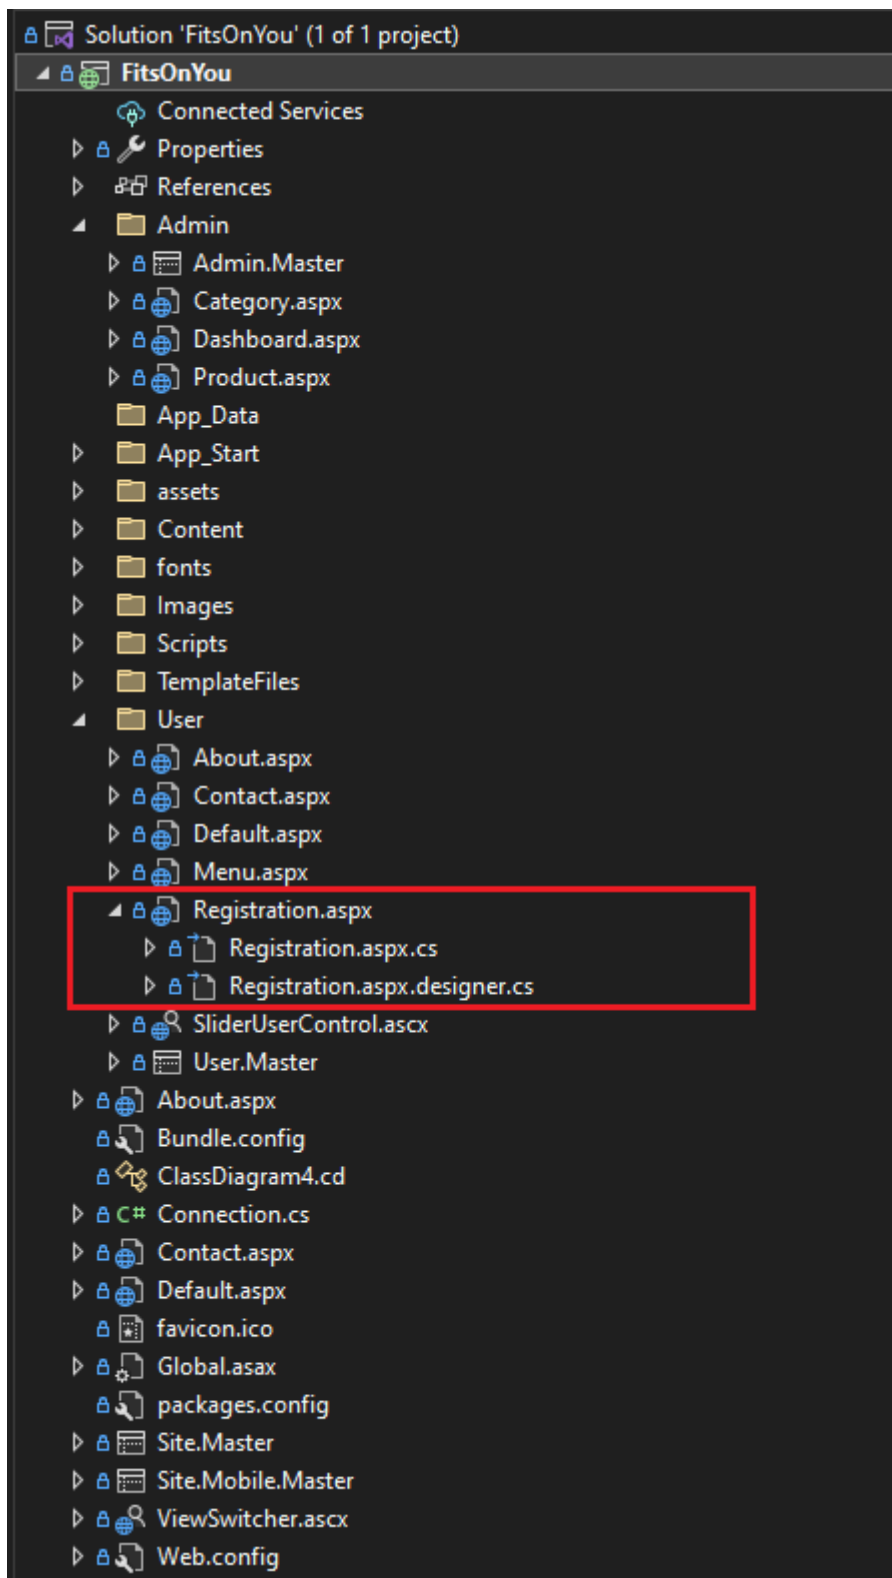 Solution 'FitsOnYou' (1 of 1 project)
FitsOnYou
Connected Services
Properties
References
Admin
Admin.Master
Category.aspx
Dashboard.aspx
Product.aspx
App_Data
App_Start
assets
Content
fonts
Images
Scripts
TemplateFiles
User
About.aspx
Contact.aspx
Default.aspx
Menu.aspx
Registration.aspx
Registration.aspx.cs
Registration.aspx.designer.cs
SliderUserControl.ascx
User.Master
About.aspx
Bundle.config
ClassDiagram4.cd
C# Connection.cs
Contact.aspx
Default.aspx
favicon.ico
Global.asax
packages.config
Site.Master
Site.Mobile.Master
ViewSwitcher.ascx
Web.config